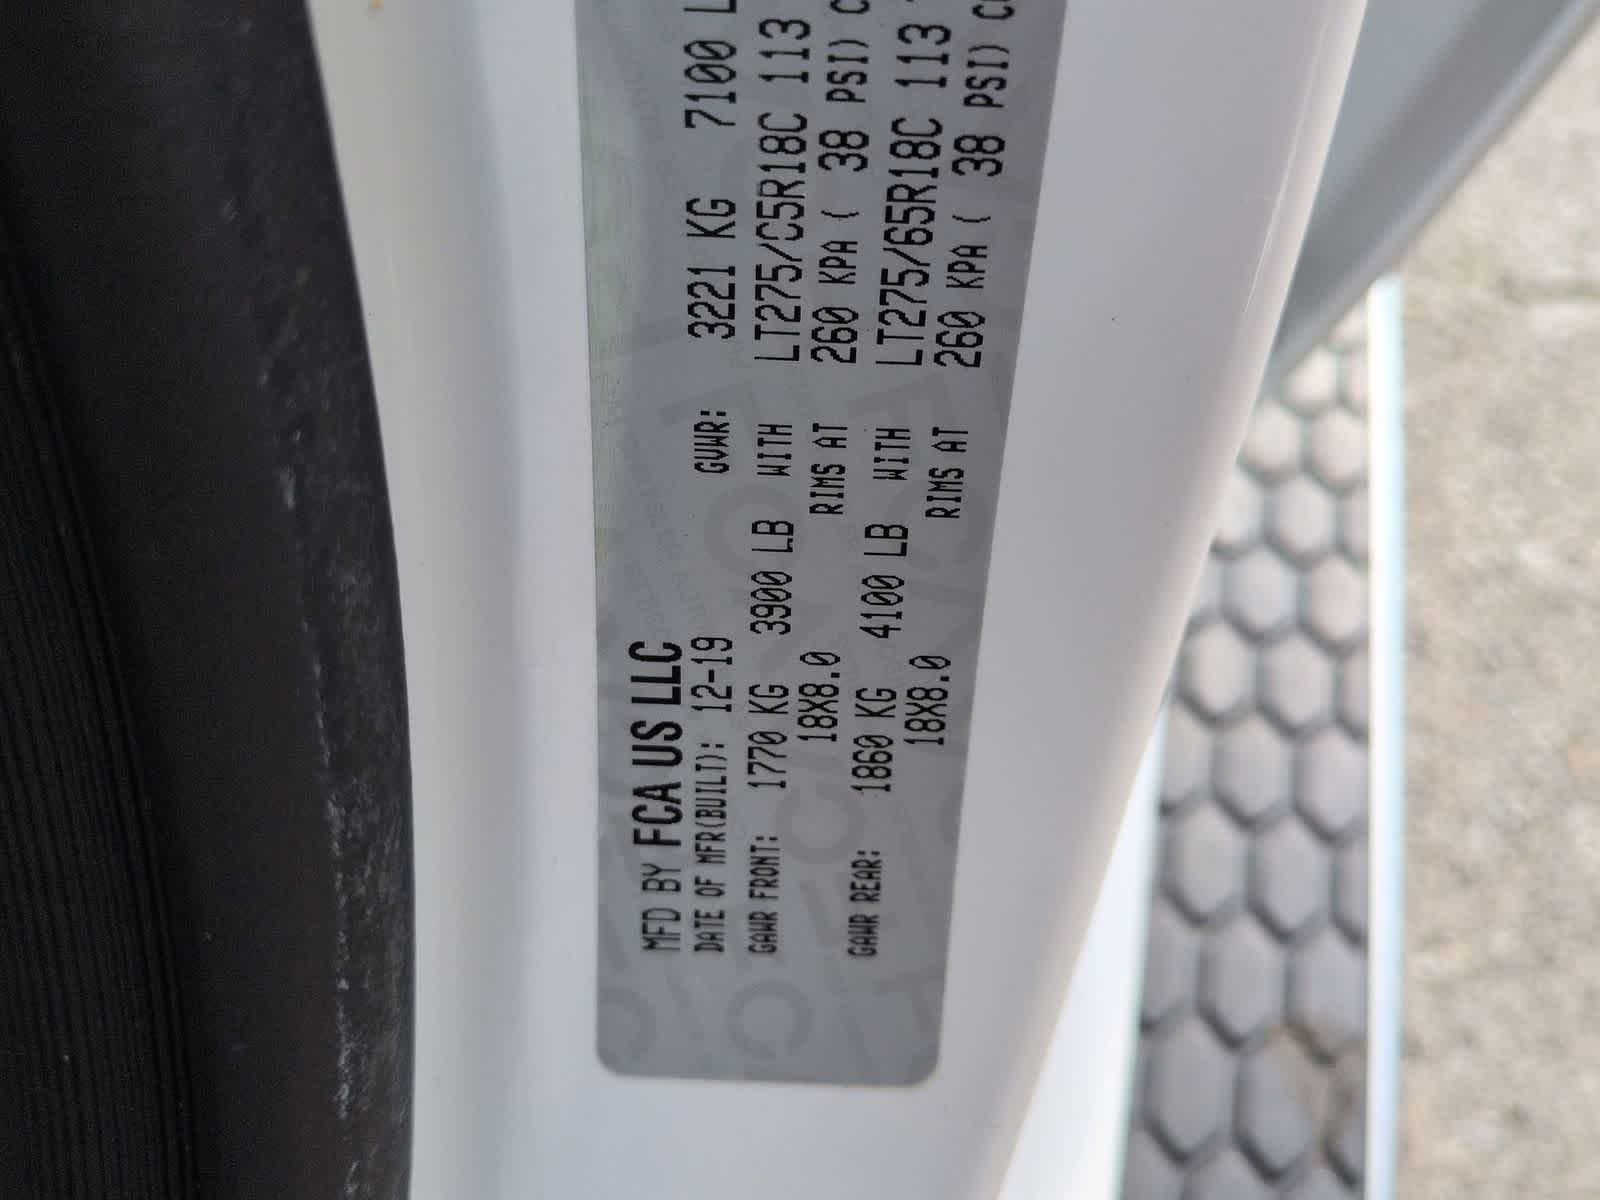 MFD BY FCA US LLC
DATE OF MFR(BUILT): 12-19 GVWR: 3221 KG 7100 L
GAWR FRONT: 1770 KG 3900 LB WITH LT275/C5R18C 113
18X8.0 RIMS AT 260 KPA ( 38 PSI) C
GAWR REAR: 1860 KG 4100 LB WITH LT275/65R18C 113
18X8.0 RIMS AT 260 KPA ( 38 PSI) C